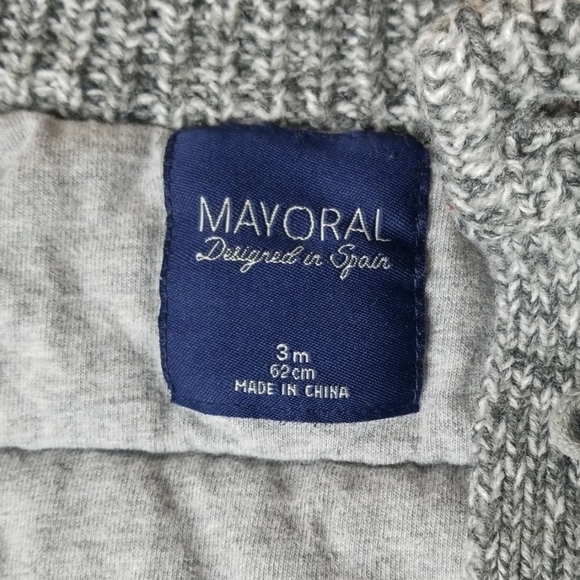 MAYORAL
Designed in Spain
3m
62cm
MADE IN CHINA